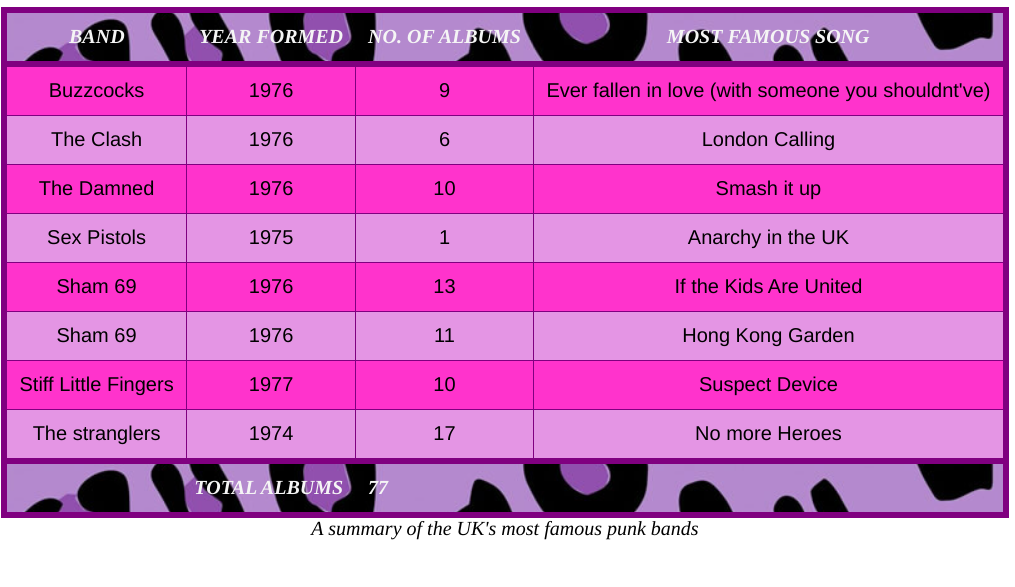 BAND YEAR FORMED NO. OF ALBUMS MOST FAMOUS SONG
Buzzcocks 1976 9 Ever fallen in love (with someone you shouldnt've)
The Clash 1976 6 London Calling
The Damned 1976 10 Smash it up
Sex Pistols 1975 1 Anarchy in the UK
Sham 69 1976 13 If the Kids Are United
Sham 69 1976 11 Hong Kong Garden
Stiff Little Fingers 1977 10 Suspect Device
The stranglers 1974 17 No more Heroes
TOTAL ALBUMS 77
A summary of the UK's most famous punk bands